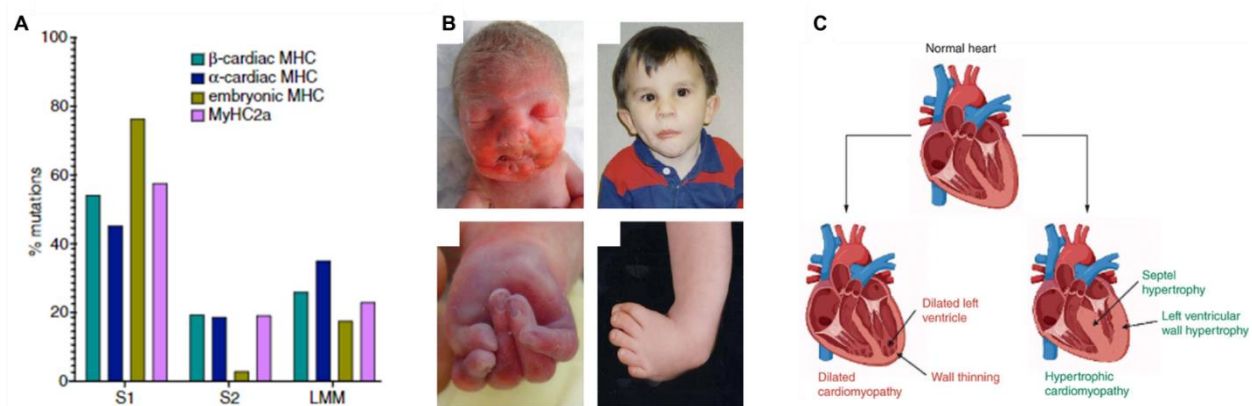 A
B
C
100
80
60
40
20
0
% mutations
β-cardiac MHC
α-cardiac MHC
embryonic MHC
MyHC2a
S1
S2
LMM
Normal heart
Dilated left
ventricle
Wall thinning
Dilated
cardiomyopathy
Septel
hypertrophy
Left ventricular
wall hypertrophy
Hypertrophic
cardiomyopathy